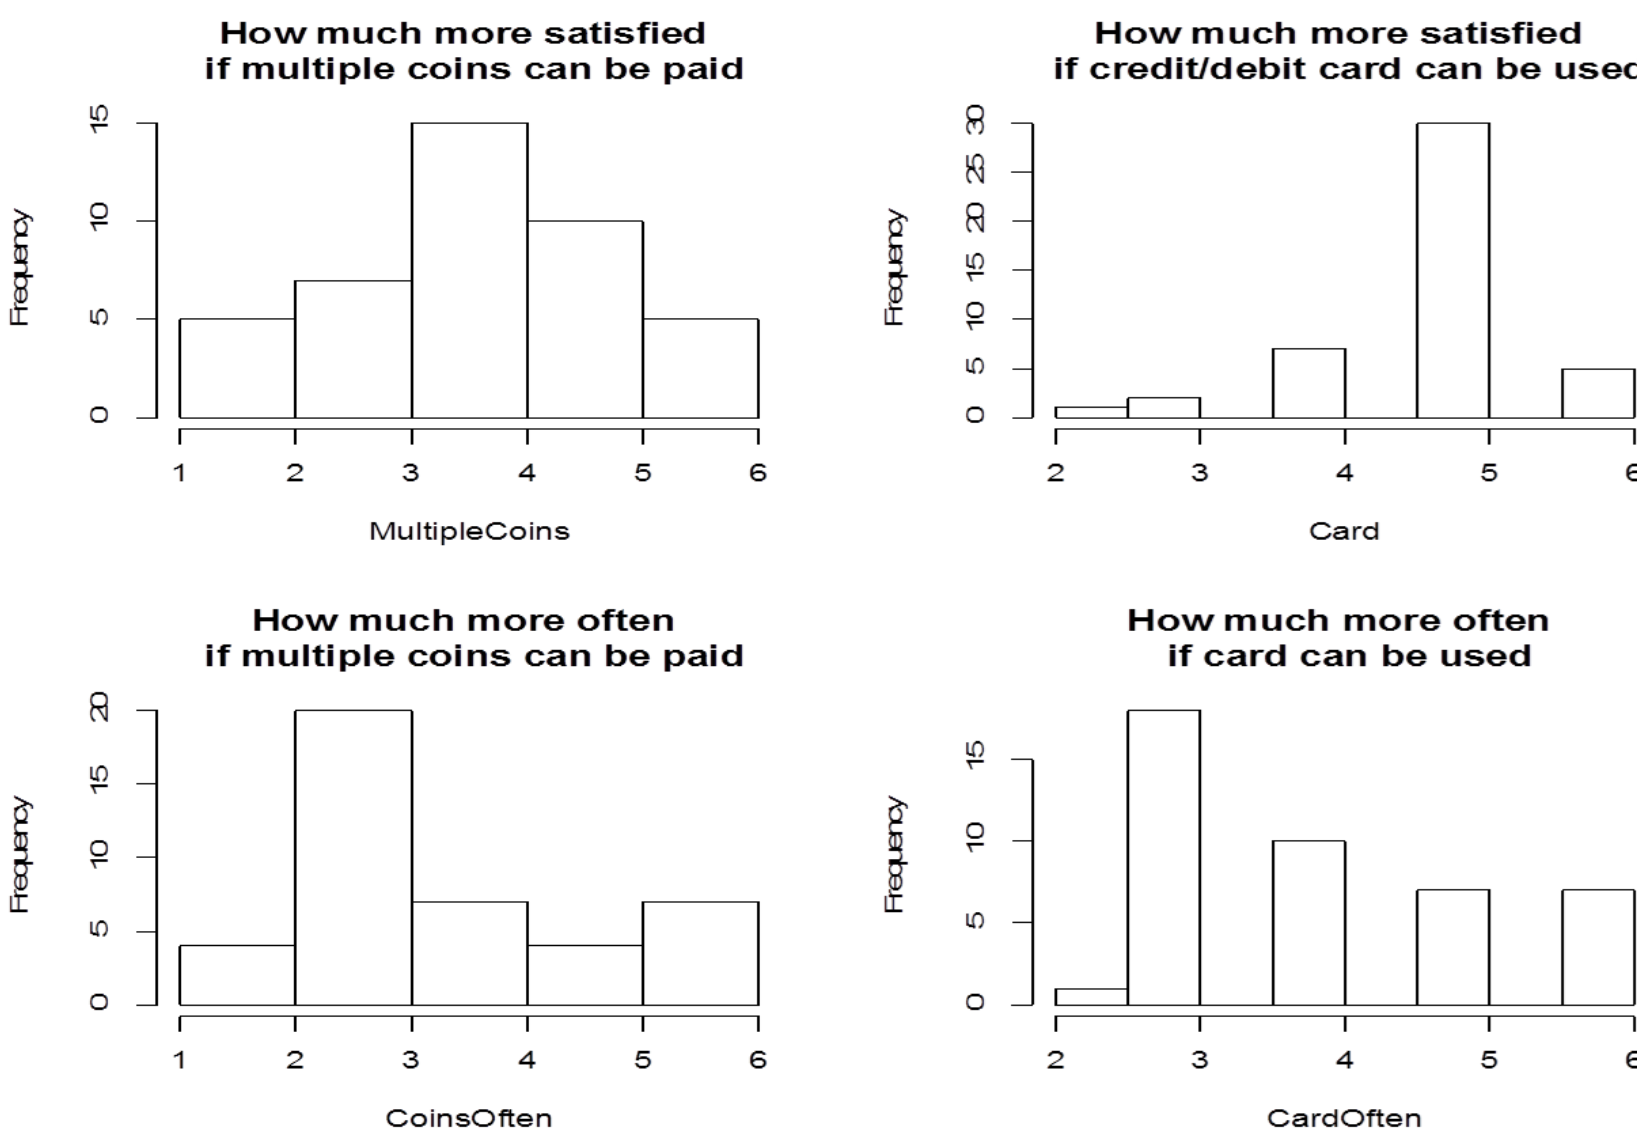 How much more satisfied
if multiple coins can be paid
15
10
5
0
Frequency
1 2 3 4 5 6
MultipleCoins
How much more satisfied
if credit/debit card can be used
30
25
20
15
10
5
0
Frequency
2 3 4 5 6
Card
How much more often
if multiple coins can be paid
20
15
10
5
0
Frequency
1 2 3 4 5 6
CoinsOften
How much more often
if card can be used
15
10
5
0
Frequency
2 3 4 5 6
CardOften